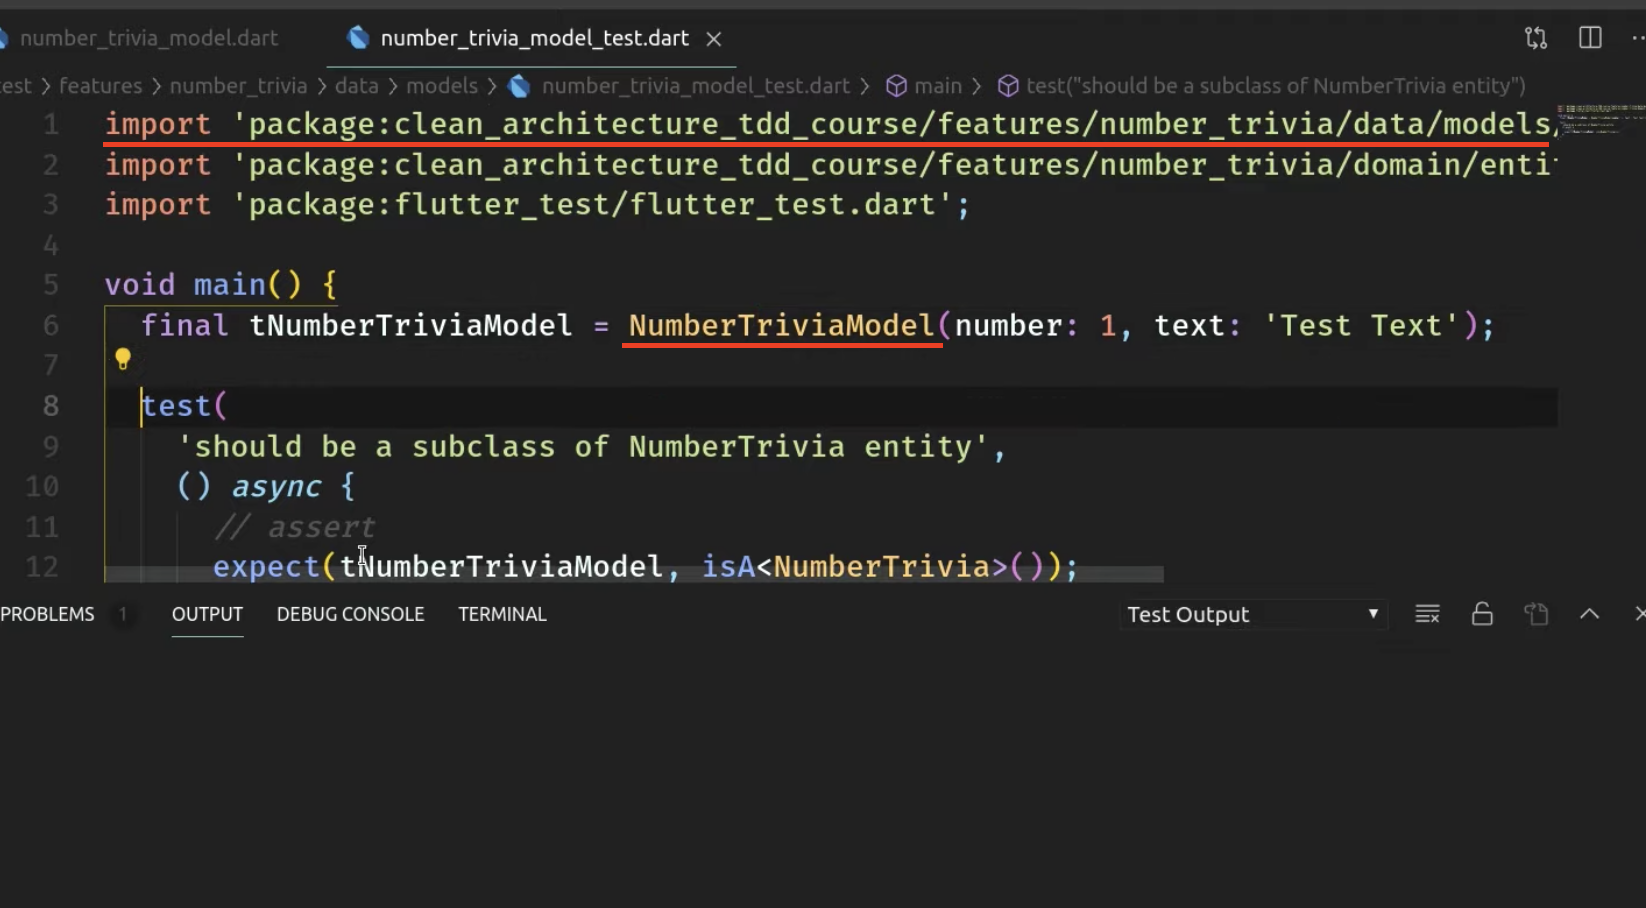 number_trivia_model.dart
number_trivia_model_test.dart
est > features > number_trivia > data > models > number_trivia_model_test.dart > main > test("should be a subclass of NumberTrivia entity")
1 import 'package:clean_architecture_tdd_course/features/number_trivia/data/models/
2 import 'package:clean_architecture_tdd_course/features/number_trivia/domain/enti
3 import 'package:flutter_test/flutter_test.dart';
4
5 void main() {
6 final tNumberTriviaModel = NumberTriviaModel(number: 1, text: 'Test Text');
7
8 test(
9 'should be a subclass of NumberTrivia entity',
10 () async {
11 // assert
12 expect(tNumberTriviaModel, isA<NumberTrivia>());
PROBLEMS 1 OUTPUT DEBUG CONSOLE TERMINAL Test Output